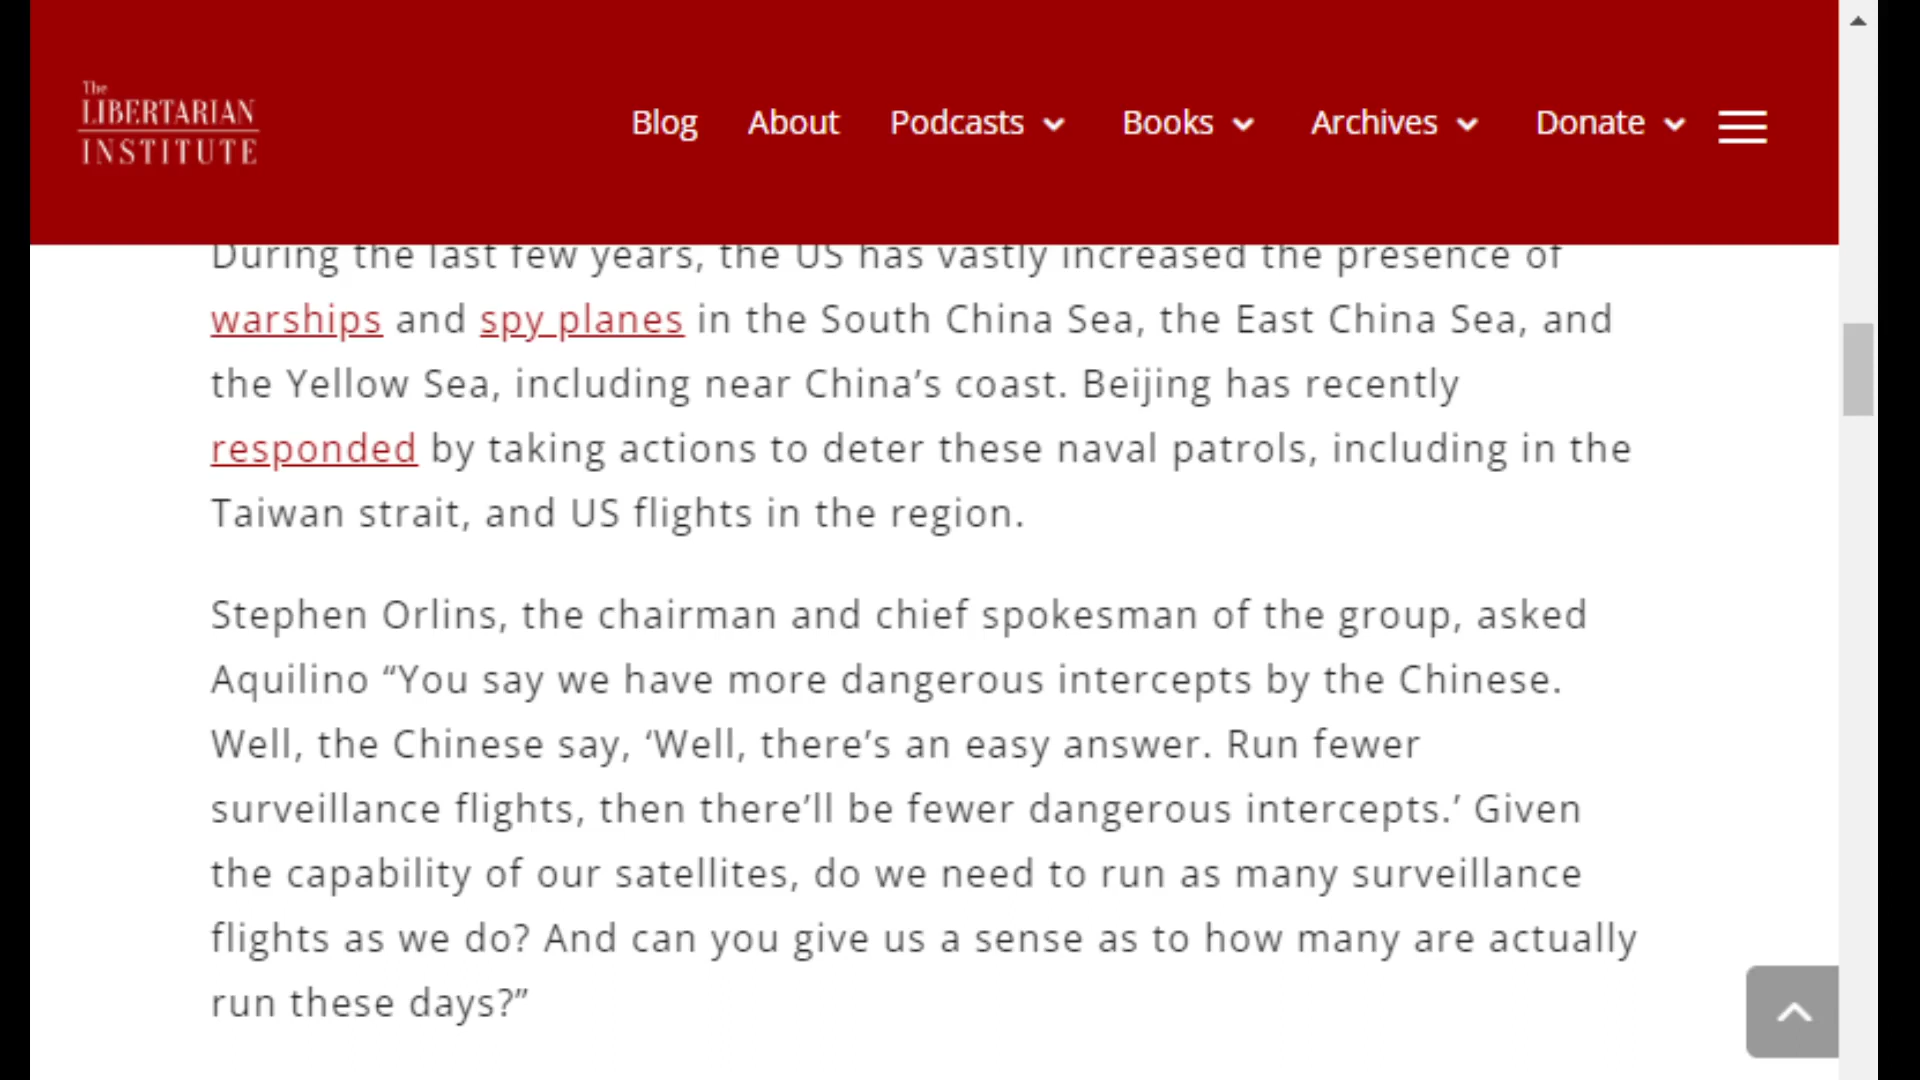 The
LIBERTARIAN
INSTITUTE
Blog
About
Podcasts
Books
Archives
Donate
During the last few years, the US has vastly increased the presence of
warships and spy planes in the South China Sea, the East China Sea, and
the Yellow Sea, including near China’s coast. Beijing has recently
responded by taking actions to deter these naval patrols, including in the
Taiwan strait, and US flights in the region.
Stephen Orlins, the chairman and chief spokesman of the group, asked
Aquilino “You say we have more dangerous intercepts by the Chinese.
Well, the Chinese say, ‘Well, there’s an easy answer. Run fewer
surveillance flights, then there’ll be fewer dangerous intercepts.’ Given
the capability of our satellites, do we need to run as many surveillance
flights as we do? And can you give us a sense as to how many are actually
run these days?”